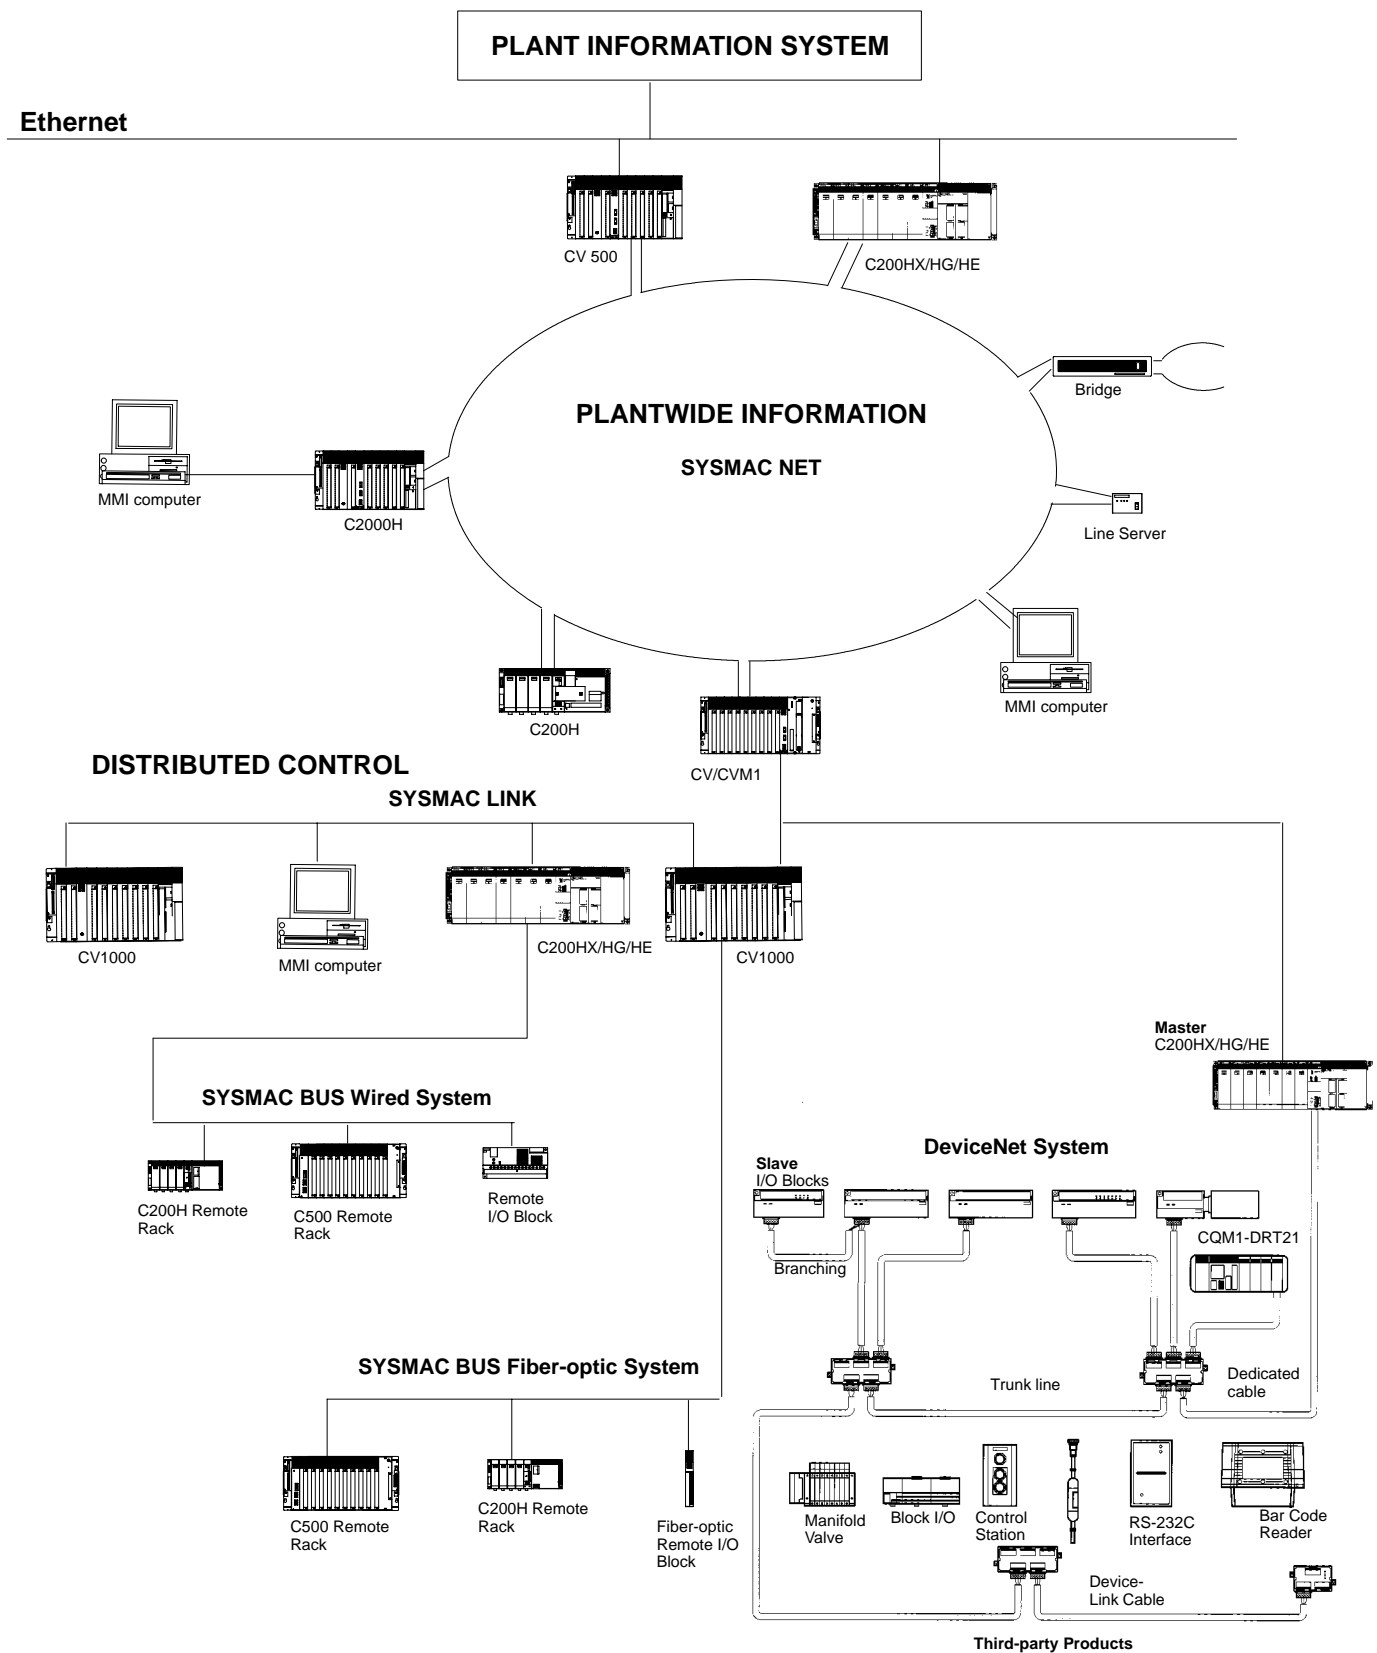 PLANT INFORMATION SYSTEM
Ethernet
CV 500
C200HX/HG/HE
Bridge
PLANTWIDE INFORMATION
SYSMAC NET
MMI computer
C2000H
Line Server
C200H
MMI computer
CV/CVM1
DISTRIBUTED CONTROL
SYSMAC LINK
CV1000
MMI computer
C200HX/HG/HE
CV1000
Master
C200HX/HG/HE
SYSMAC BUS Wired System
DeviceNet System
Slave
I/O Blocks
C200H Remote
Rack
C500 Remote
Rack
Remote
I/O Block
CQM1-DRT21
Branching
SYSMAC BUS Fiber-optic System
Trunk line
Dedicated
cable
C500 Remote
Rack
C200H Remote
Rack
Fiber-optic
Remote I/O
Block
Manifold
Valve
Block I/O
Control
Station
RS-232C
Interface
Bar Code
Reader
Device-
Link Cable
Third-party Products